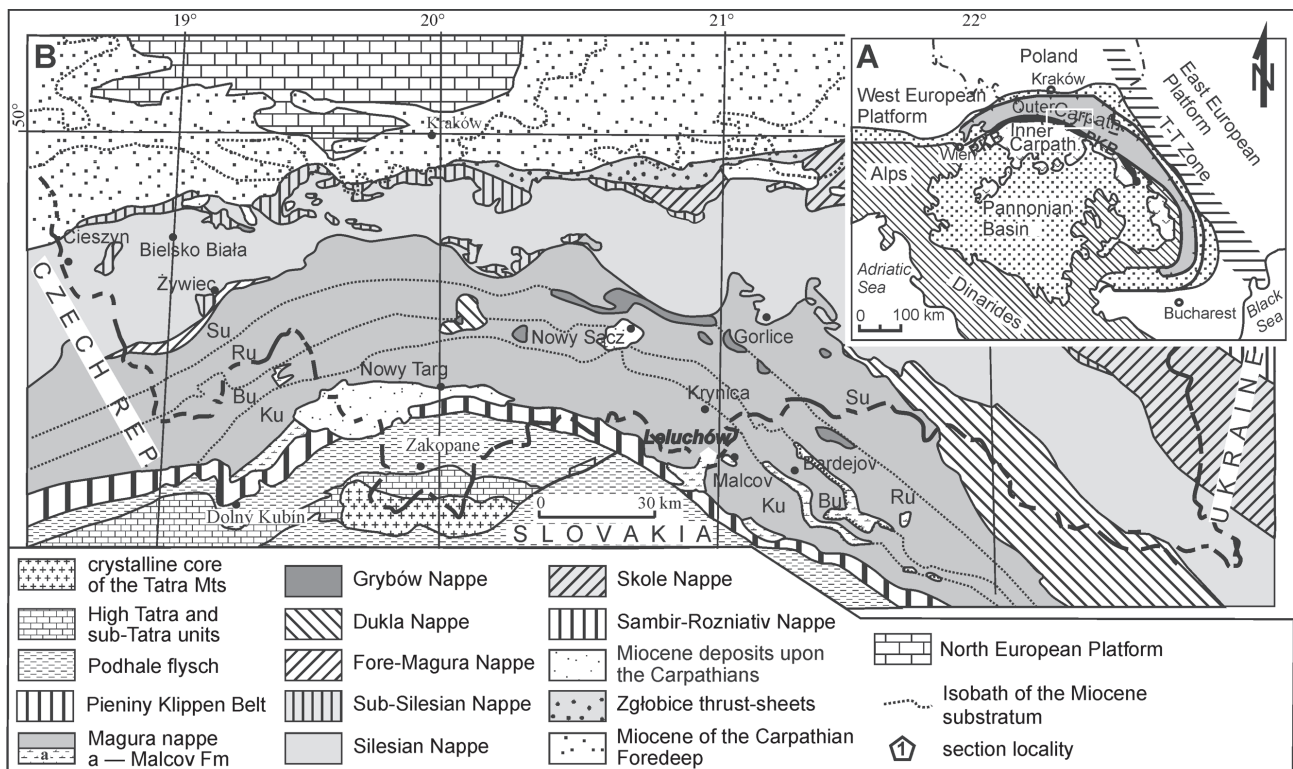 19°
20°
21°
22°
B
A
N
50°
Kraków
Cieszyn
Bielsko Biała
Żywiec
CZECH REP
Su
Ru
Bu
Ku
Nowy Targ
Nowy Sącz
Gorlice
Krynica
Su
Leluchów
Malcov
Bardejov
Ku
Bu
Ru
Zakopane
Dolny Kubin
0 30 km
SLOVAKIA
UKRAINE
Poland
Kraków
West European
Platform
East European
Platform
T-T Zone
Outer Carpath.
PKB
PKB
Inner
Carpath.
Wien
Alps
Pannonian
Basin
Adriatic
Sea
Dinarides
Bucharest
Black
Sea
0 100 km
crystalline core
of the Tatra Mts
High Tatra and
sub-Tatra units
Podhale flysch
Pieniny Klippen Belt
Magura nappe
a
a — Malcov Fm
Grybów Nappe
Dukla Nappe
Fore-Magura Nappe
Sub-Silesian Nappe
Silesian Nappe
Skole Nappe
Sambir-Rozniativ Nappe
Miocene deposits upon
the Carpathians
Zgłobice thrust-sheets
Miocene of the Carpathian
Foredeep
North European Platform
Isobath of the Miocene
substratum
1
section locality